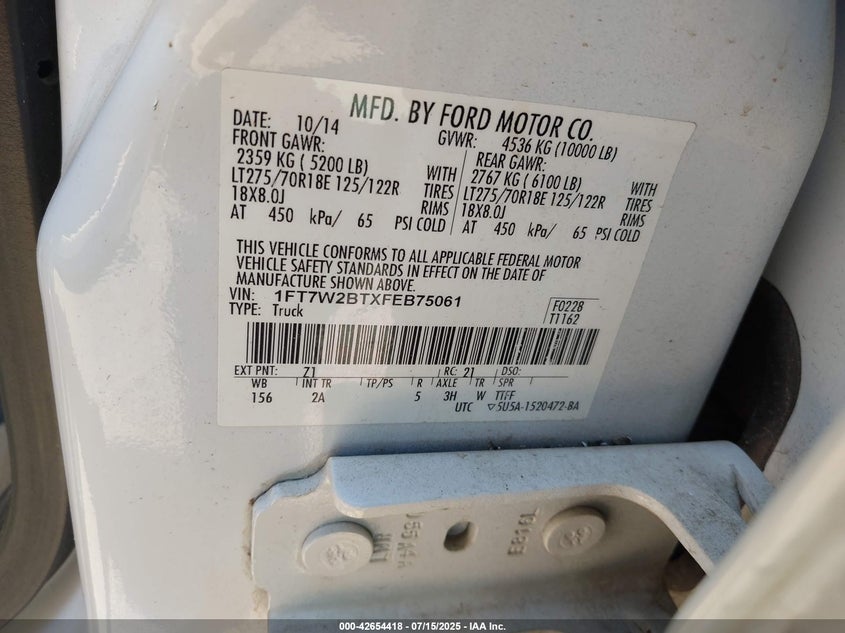 MFD. BY FORD MOTOR CO.
DATE: 10/14 GVWR: 4536 KG (10000 LB)
FRONT GAWR: REAR GAWR:
2359 KG ( 5200 LB) WITH 2767 KG ( 6100 LB) WITH
LT275/70R18E 125/122R TIRES LT275/70R18E 125/122R TIRES
18X8.0J RIMS 18X8.0J RIMS
AT 450 kPa/ 65 PSI COLD AT 450 kPa/ 65 PSI COLD
THIS VEHICLE CONFORMS TO ALL APPLICABLE FEDERAL MOTOR
VEHICLE SAFETY STANDARDS IN EFFECT ON THE DATE OF
MANUFACTURE SHOWN ABOVE.
VIN: 1FT7W2BTXFEB75061
TYPE: Truck
F0228
T1162
EXT PNT: Z1 RC: 21 DSO:
WB INT TR TP/PS R AXLE TR SPR
156 2A 5 3H W TTFF
UTC ▽5U5A-1520472-BA
000-42654418 - 07/15/2025 - IAA Inc.